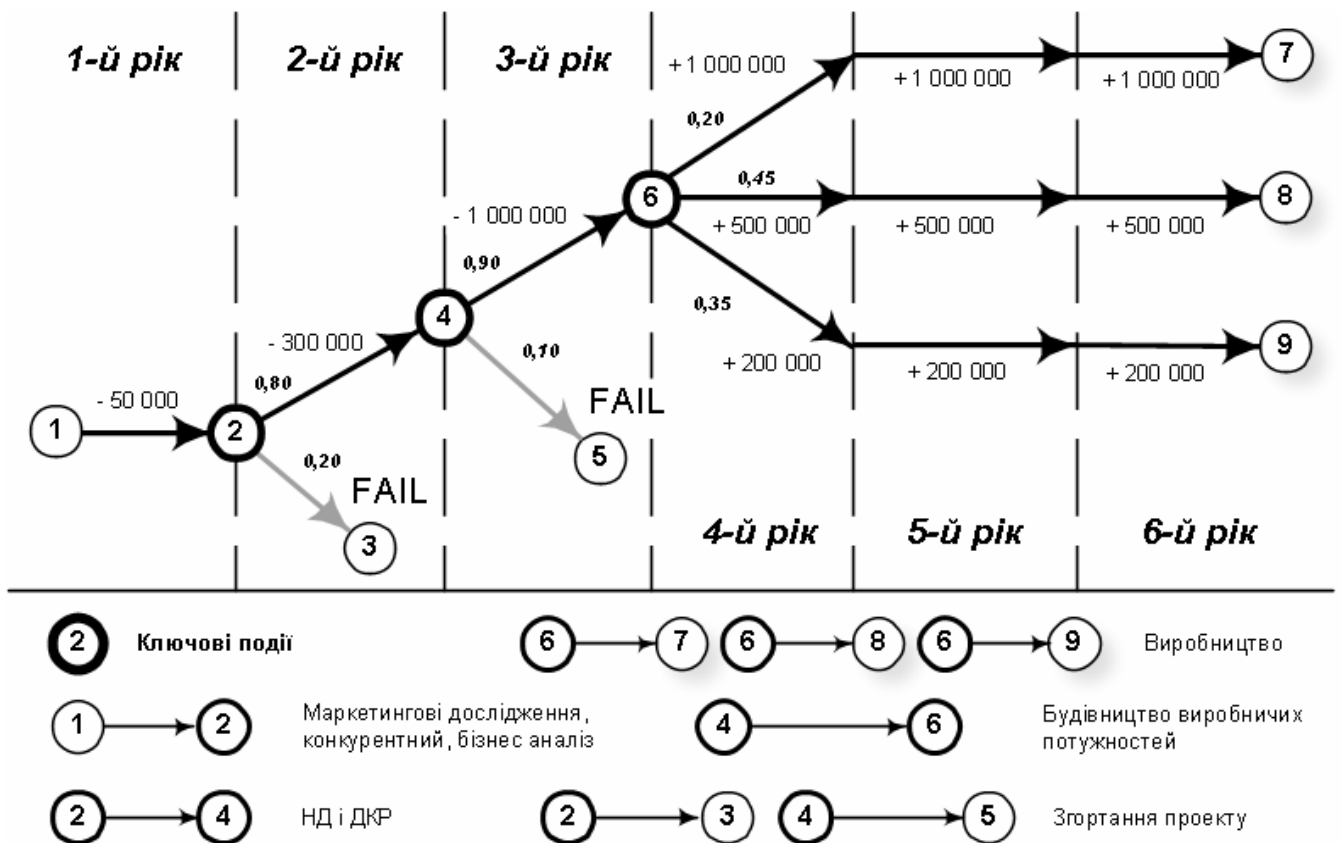 1-й рік
2-й рік
3-й рік
+ 1 000 000
+ 1 000 000
+ 1 000 000
7
0,20
- 1 000 000
6
0,45
8
+ 500 000
+ 500 000
+ 500 000
0,90
0,35
- 300 000
4
0,10
9
+ 200 000
+ 200 000
+ 200 000
- 50 000
0,80
FAIL
1
2
0,20
5
FAIL
3
4-й рік
5-й рік
6-й рік
2
Ключові події
6
7
6
8
6
9
Виробництво
1
2
Маркетингові дослідження,
конкурентний, бізнес аналіз
4
6
Будівництво виробничих
потужностей
2
4
НД і ДКР
2
3
4
5
Згортання проекту